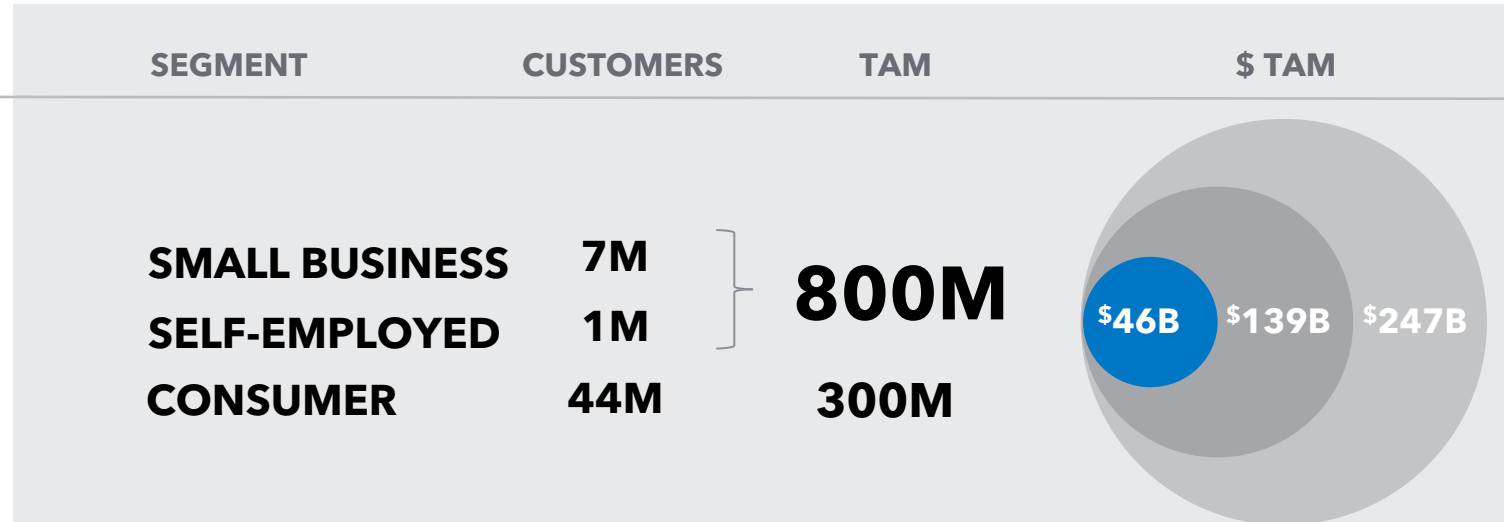 SEGMENT CUSTOMERS TAM $ TAM
SMALL BUSINESS 7M
800M
SELF-EMPLOYED 1M
$46B $139B $247B
CONSUMER 44M 300M